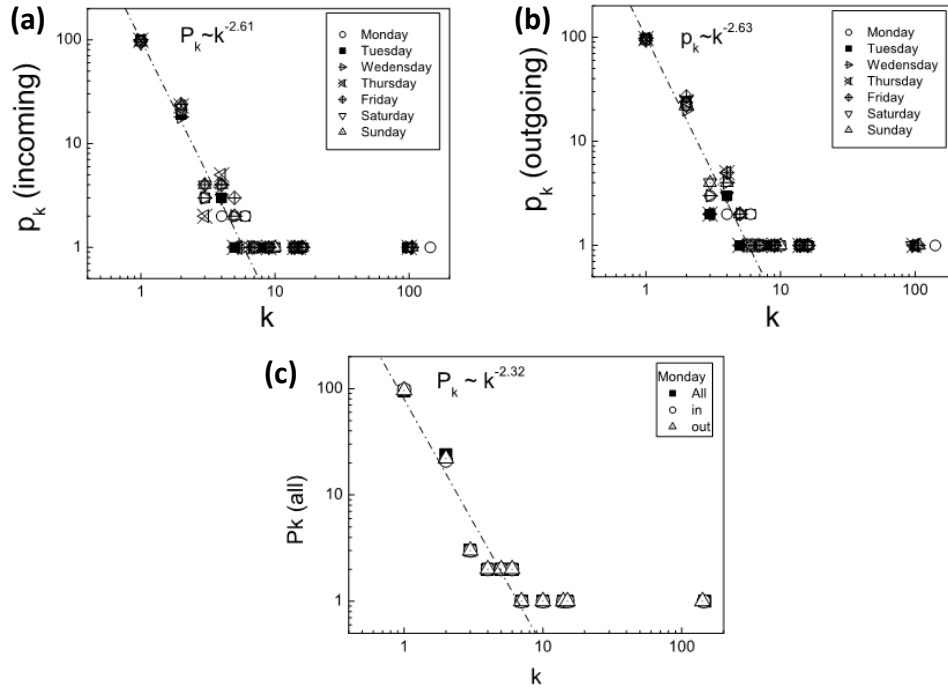 (a)
P_k~k^-2.61
Monday
Tuesday
Wedensday
Thursday
Friday
Saturday
Sunday
100
10
1
p_k (incoming)
1
10
100
k
(b)
p_k~k^-2.63
Monday
Tuesday
Wedensday
Thursday
Friday
Saturday
Sunday
100
10
1
p_k (outgoing)
1
10
100
k
(c)
P_k ~ k^-2.32
Monday
All
in
out
100
10
1
Pk (all)
1
10
100
k